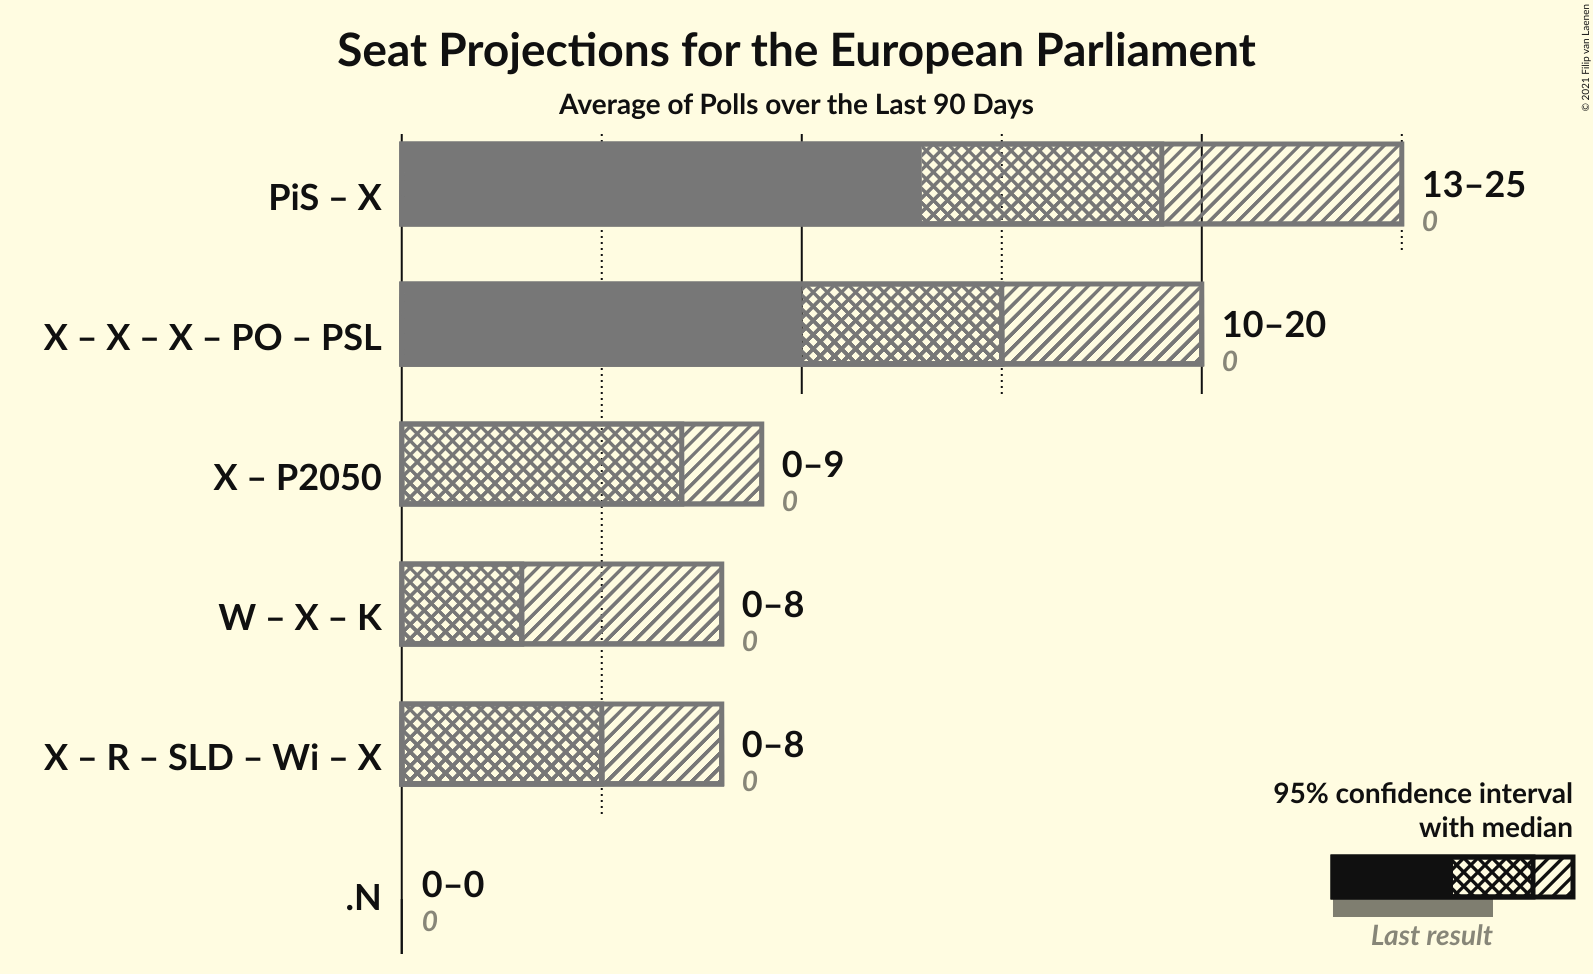 Seat Projections for the European Parliament
Average of Polls over the Last 90 Days
© 2021 Filip van Laenen
PiS – X
13–25
0
X – X – X – PO – PSL
10–20
0
X – P2050
0–9
0
W – X – K
0–8
0
X – R – SLD – Wi – X
0–8
0
.N
0–0
0
95% confidence interval
with median
Last result